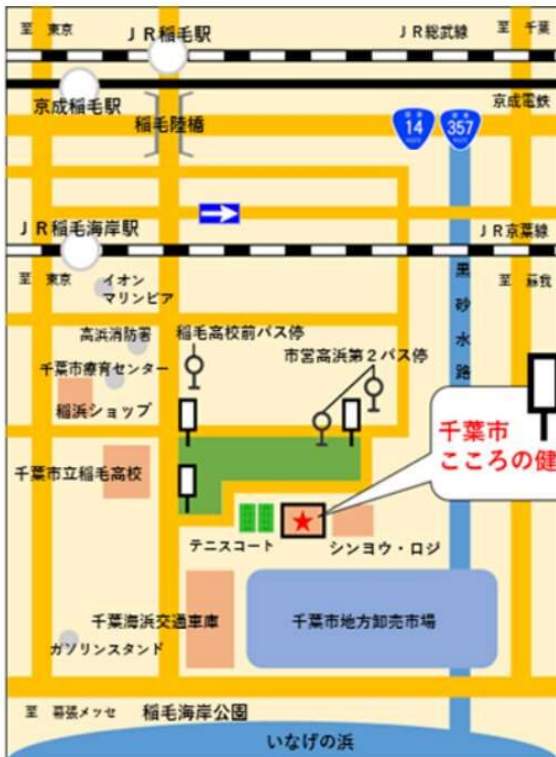 至 東京
JR稲毛駅
JR総武線
至 千葉
京成稲毛駅
京成電鉄
稲毛陸橋
14
357
JR稲毛海岸駅
JR京葉線
至 東京
イオン
マリンピア
黒砂水路
至 蘇我
高浜消防署
稲毛高校前バス停
市営高浜第2バス停
千葉市療育センター
稲浜ショップ
千葉市
こころの健
千葉市立稲毛高校
テニスコート
シンヨウ・ロジ
千葉海浜交通車庫
千葉市地方卸売市場
ガソリンスタンド
至 幕張メッセ
稲毛海岸公園
いなげの浜